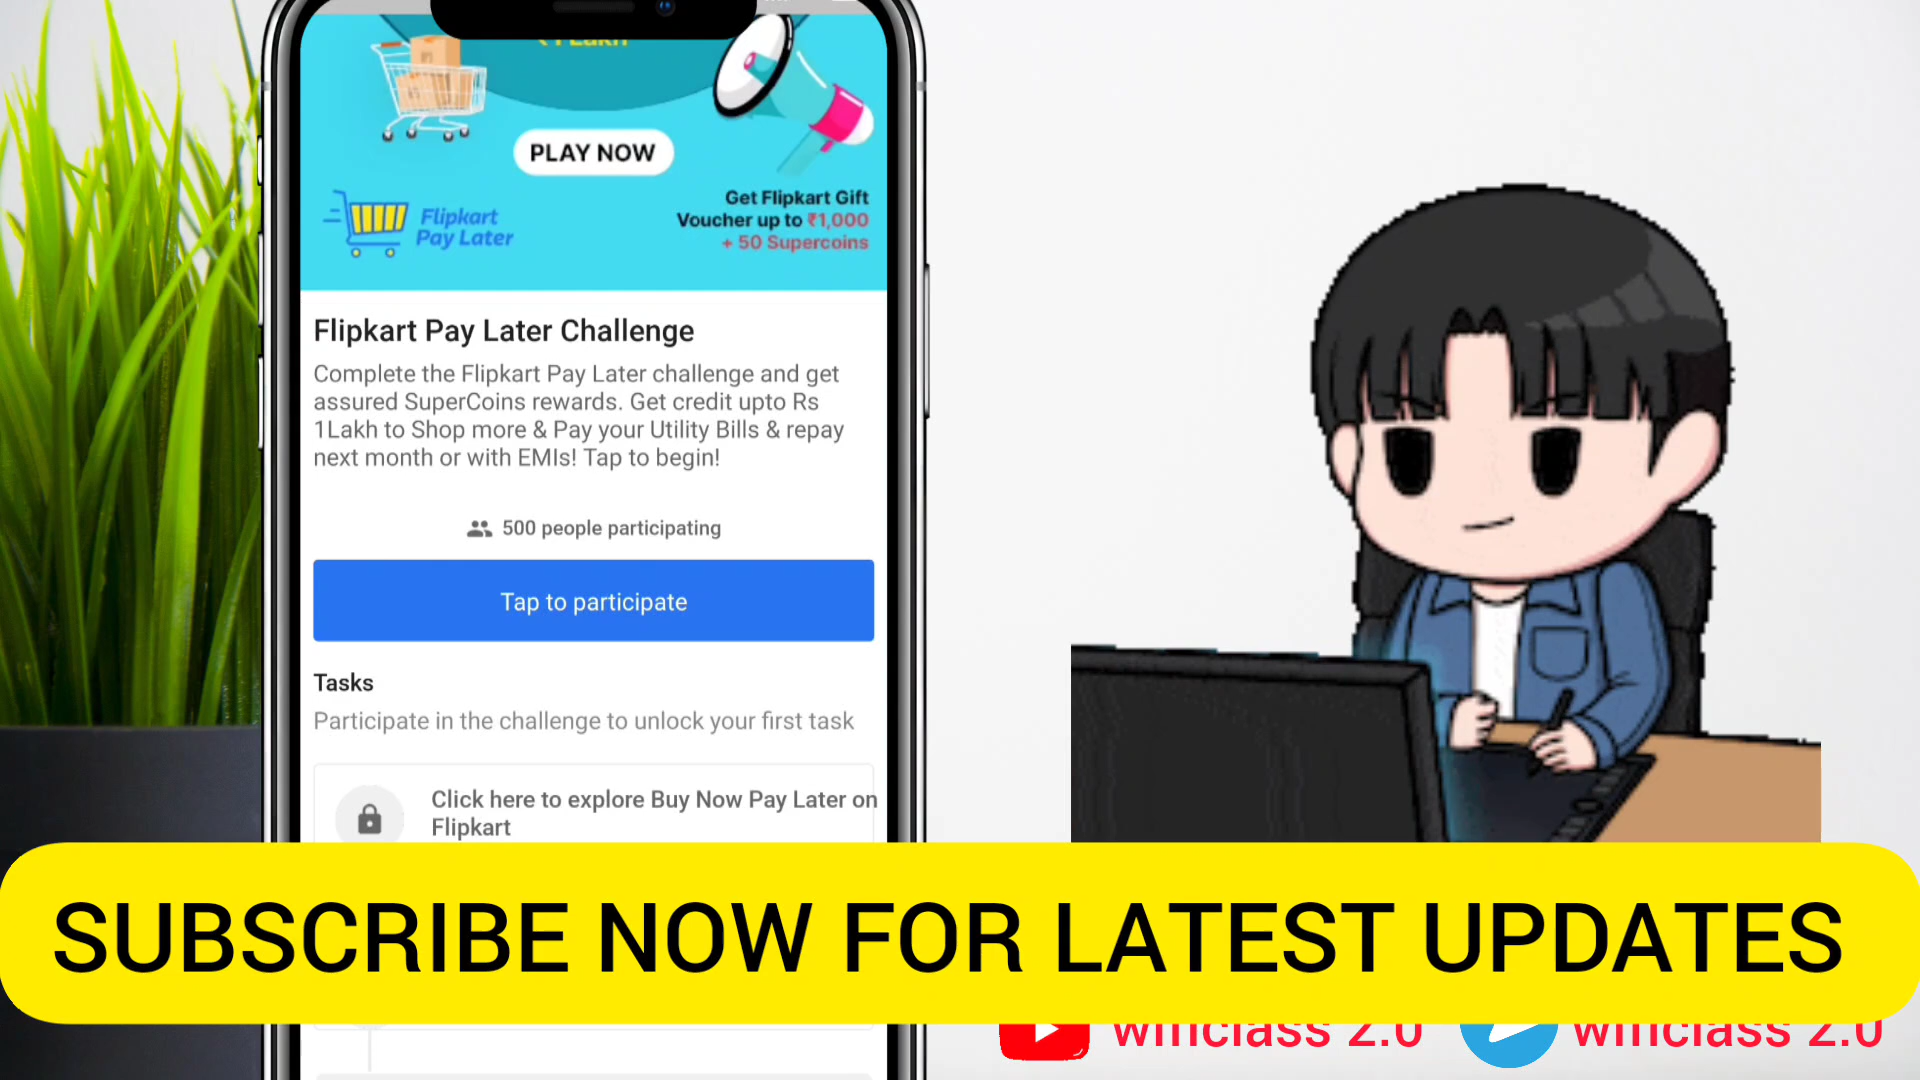 PLAY NOW
Flipkart
Pay Later
Get Flipkart Gift
Voucher up to ₹1,000
+ 50 Supercoins
Flipkart Pay Later Challenge
Complete the Flipkart Pay Later challenge and get
assured SuperCoins rewards. Get credit upto Rs
1Lakh to Shop more & Pay your Utility Bills & repay
next month or with EMIs! Tap to begin!
500 people participating
Tap to participate
Tasks
Participate in the challenge to unlock your first task
Click here to explore Buy Now Pay Later on
Flipkart
SUBSCRIBE NOW FOR LATEST UPDATES